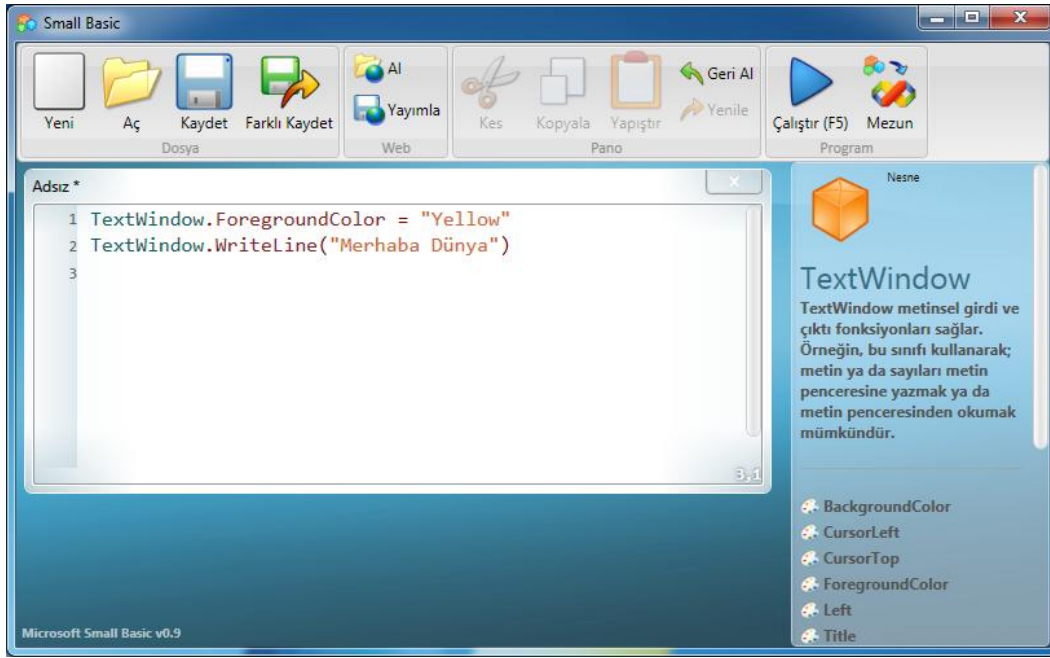 Small Basic
Yeni
Aç
Kaydet
Farklı Kaydet
Dosya
Al
Yayımla
Web
Kes
Kopyala
Yapıştır
Geri Al
Yenile
Pano
Çalıştır (F5)
Mezun
Program
Adsız *
1 TextWindow.ForegroundColor = "Yellow"
2 TextWindow.WriteLine("Merhaba Dünya")
3
3,1
Nesne
TextWindow
TextWindow metinsel girdi ve
çıktı fonksiyonları sağlar.
Örneğin, bu sınıfı kullanarak;
metin ya da sayıları metin
penceresine yazmak ya da
metin penceresinden okumak
mümkündür.
BackgroundColor
CursorLeft
CursorTop
ForegroundColor
Left
Title
Microsoft Small Basic v0.9